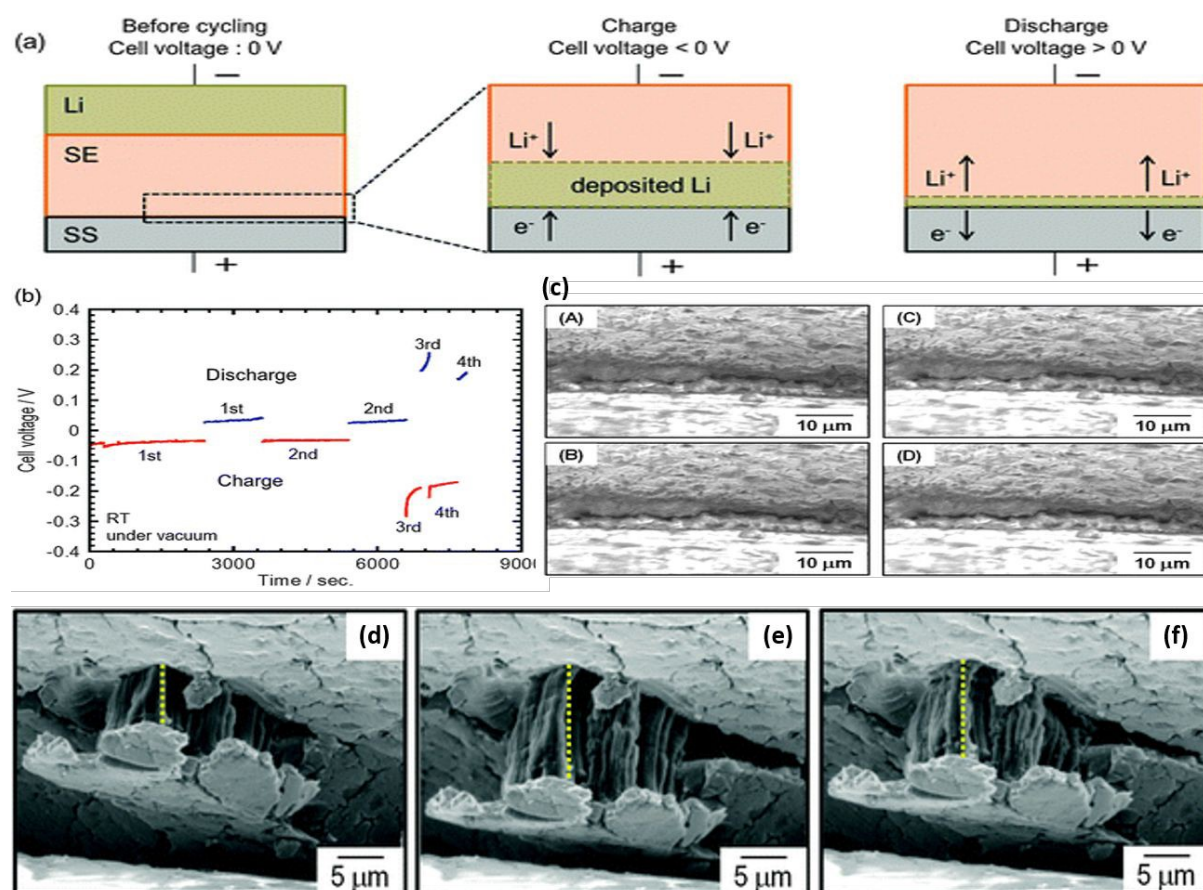 (a)
Before cycling
Cell voltage : 0 V
−
Li
SE
SS
+
Charge
Cell voltage < 0 V
−
Li⁺ Li⁺
deposited Li
e⁻ e⁻
+
Discharge
Cell voltage > 0 V
−
Li⁺ Li⁺
e⁻ e⁻
+
(b)
Cell voltage / V
0.4
0.3
0.2
0.1
0
-0.1
-0.2
-0.3
-0.4
3rd
4th
Discharge
1st 2nd
1st 2nd
Charge
3rd 4th
RT
under vacuum
0 3000 6000 9000
Time / sec.
(c)
(A)
10 μm
(C)
10 μm
(B)
10 μm
(D)
10 μm
(d)
5 μm
(e)
5 μm
(f)
5 μm